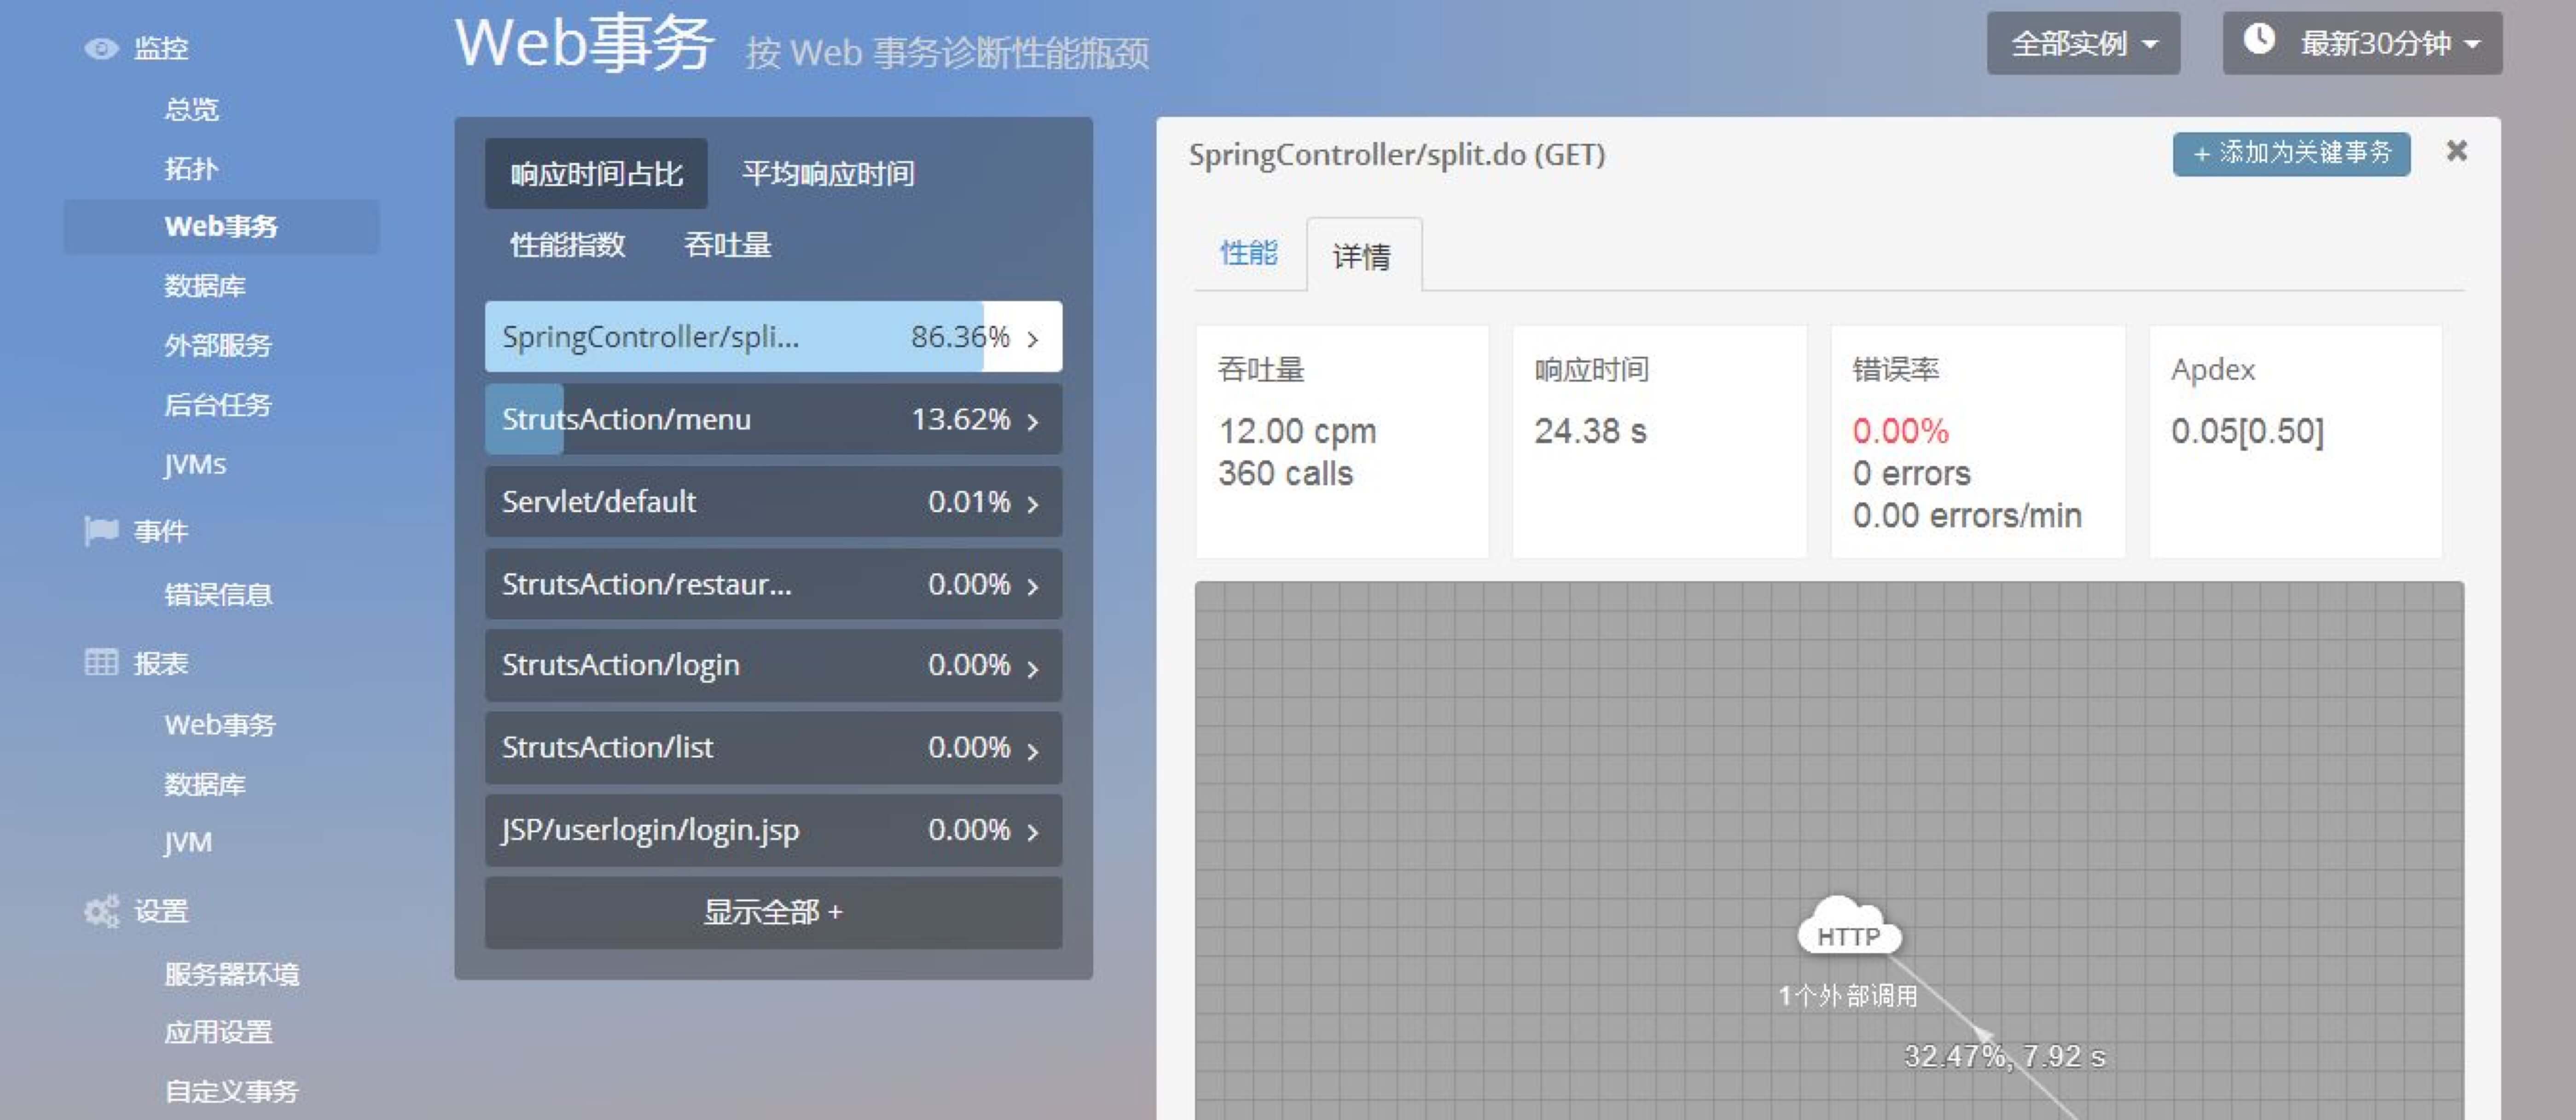 监控
总览
拓扑
Web事务
数据库
外部服务
后台任务
JVMs
事件
错误信息
报表
Web事务
数据库
JVM
设置
服务器环境
应用设置
自定义事务
Web事务 按 Web 事务诊断性能瓶颈
全部实例
最新30分钟
响应时间占比 平均响应时间
性能指数 吞吐量
SpringController/spli... 86.36%
StrutsAction/menu 13.62%
Servlet/default 0.01%
StrutsAction/restaur... 0.00%
StrutsAction/login 0.00%
StrutsAction/list 0.00%
JSP/userlogin/login.jsp 0.00%
显示全部 +
SpringController/split.do (GET)
+ 添加为关键事务
性能 详情
吞吐量
12.00 cpm
360 calls
响应时间
24.38 s
错误率
0.00%
0 errors
0.00 errors/min
Apdex
0.05[0.50]
HTTP
1个外部调用
32.47%, 7.92 s